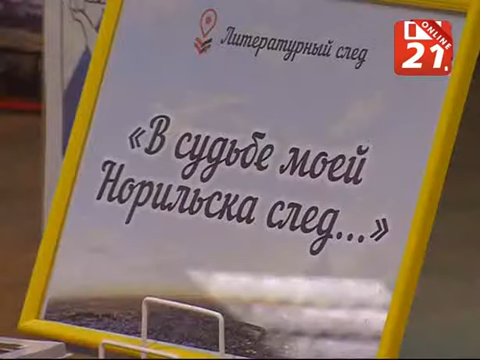 Литературный след
«В судьбе моей
Норильска след...»
ONLINE
21.